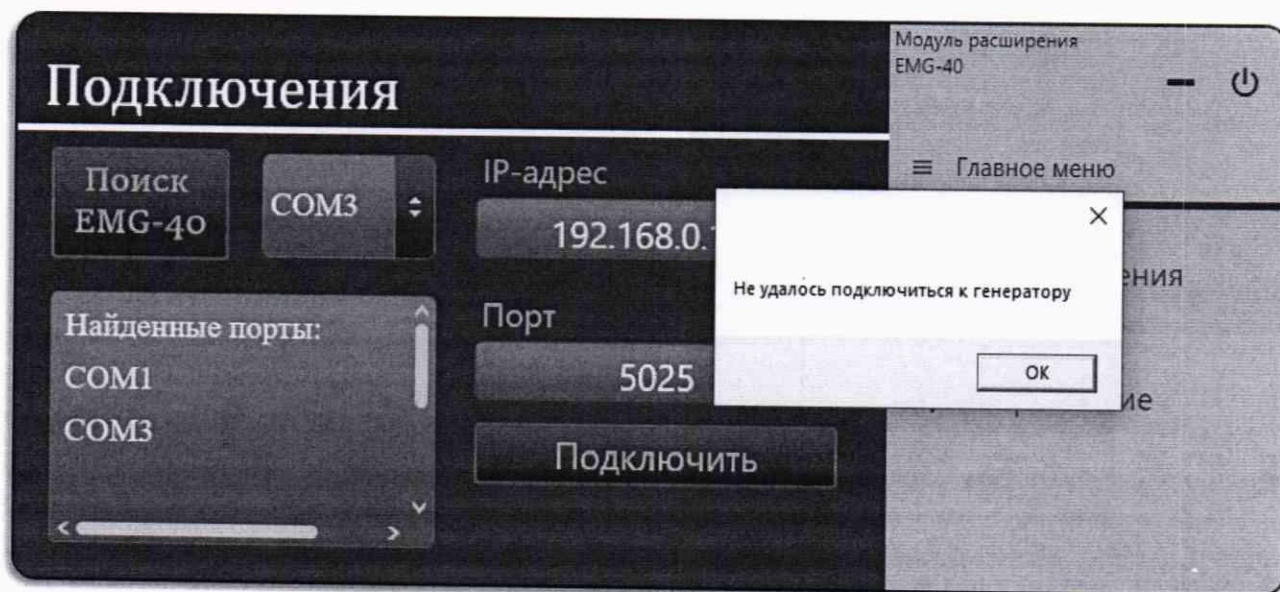 Подключения
Модуль расширения
EMG-40
Поиск
EMG-40
COM3
IP-адрес
192.168.0.
Порт
5025
Подключить
Найденные порты:
COM1
COM3
Главное меню
Не удалось подключиться к генератору
OK